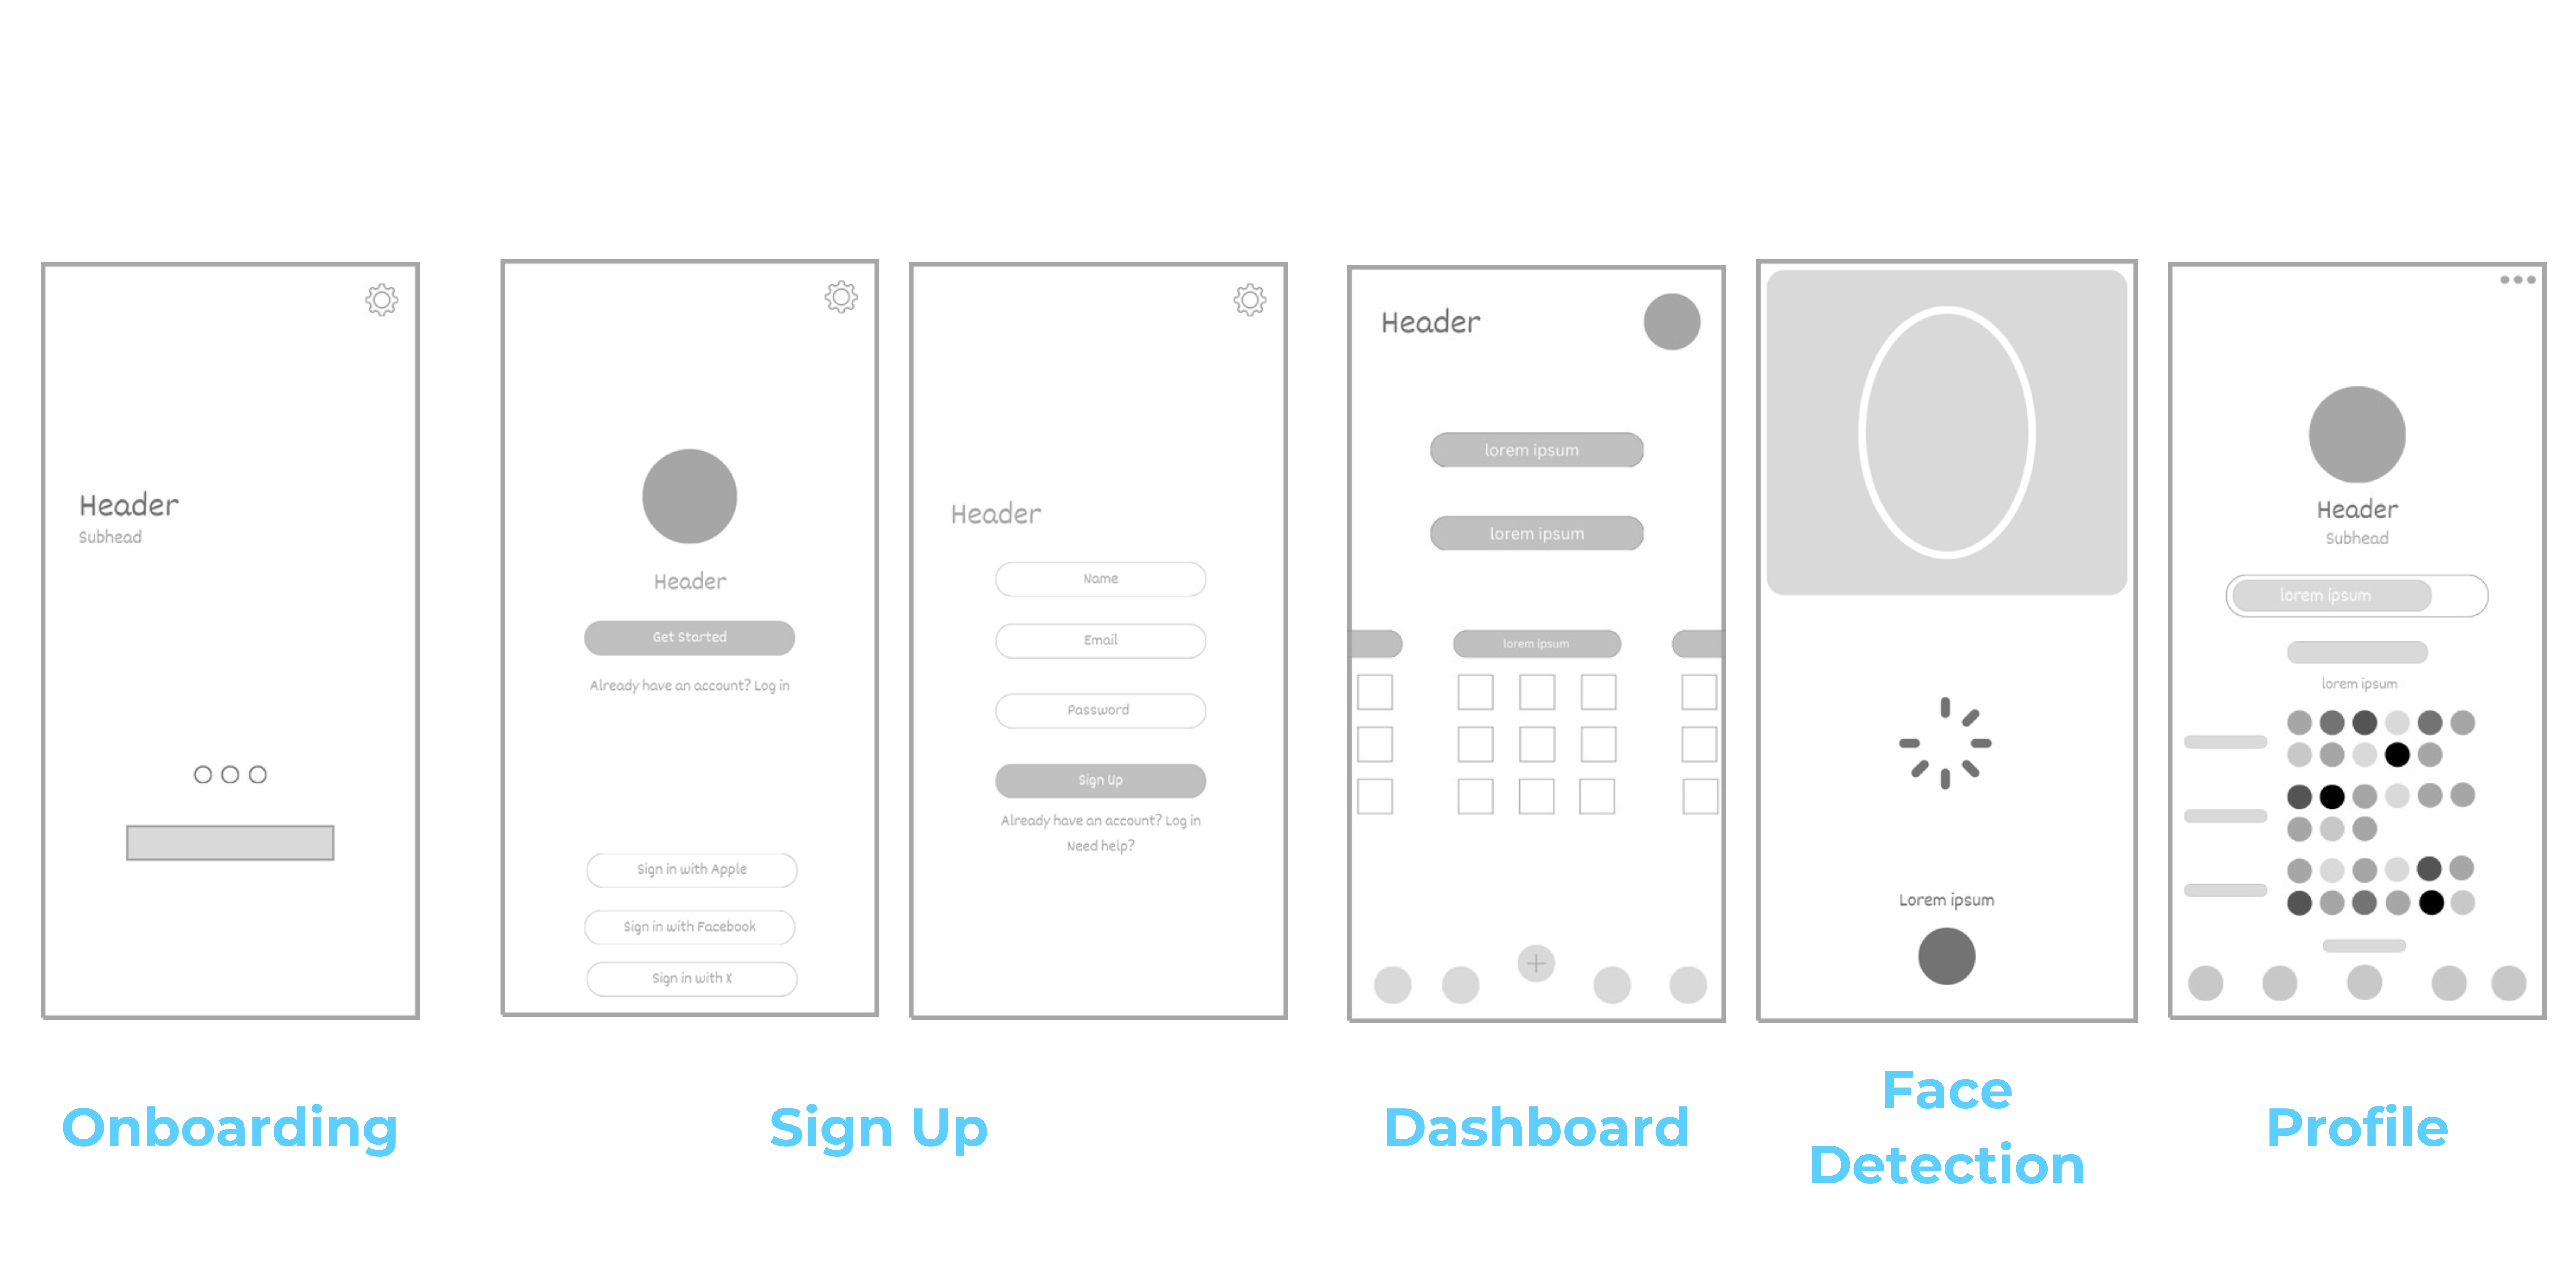 Header
Subhead
Onboarding
Header
Get Started
Already have an account? Log in
Sign in with Apple
Sign in with Facebook
Sign in with X
Header
Name
Email
Password
Sign Up
Already have an account? Log in
Need help?
Sign Up
Header
lorem ipsum
lorem ipsum
lorem ipsum
Dashboard
Lorem ipsum
Face
Detection
Header
Subhead
lorem ipsum
lorem ipsum
Profile